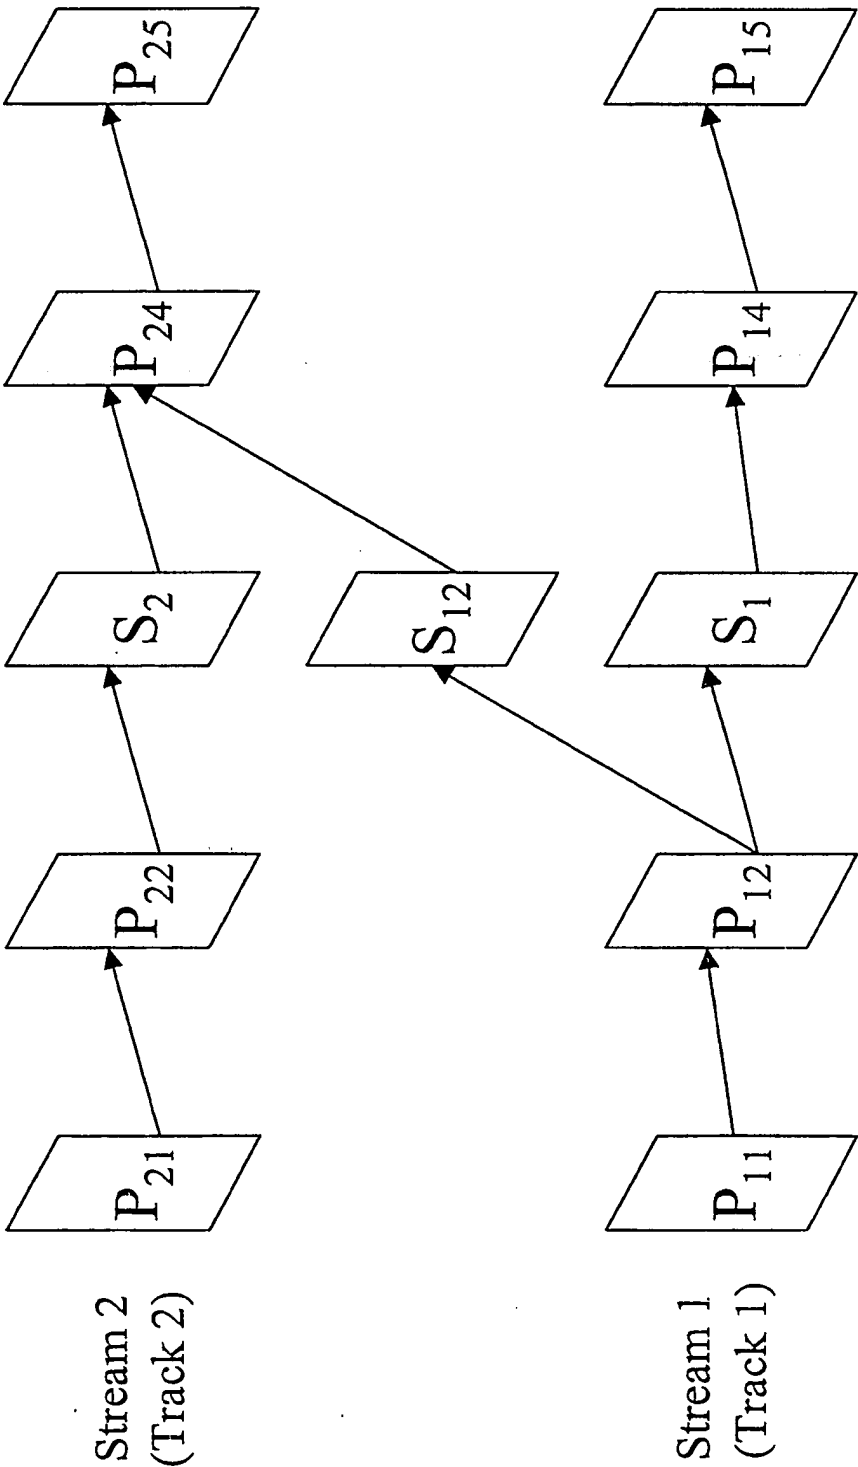 Stream 2
(Track 2)
P21
P22
S2
P24
P25
S12
Stream 1
(Track 1)
P11
P12
S1
P14
P15